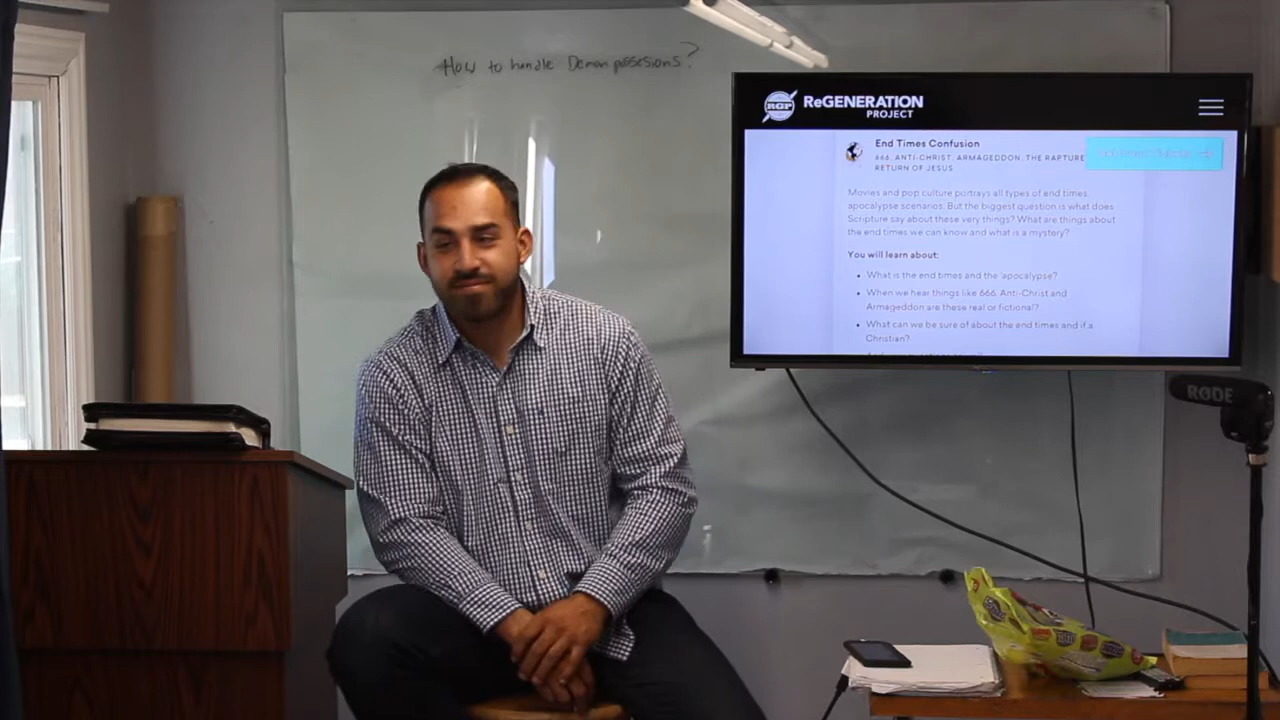 How to handle Demon possesions?
RGP
ReGENERATION
PROJECT
End Times Confusion
666, ANTI-CHRIST, ARMAGEDDON, THE RAPTURE
RETURN OF JESUS
Movies and pop culture portrays all types of end times,
apocalypse scenarios. But the biggest question is what does
Scripture say about these very things? What are things about
the end times we can know and what is a mystery?
You will learn about:
• What is the end times and the 'apocalypse?
• When we hear things like 666, Anti-Christ and
Armageddon are these real or fictional?
• What can we be sure of about the end times and if a
Christian?
RØDE